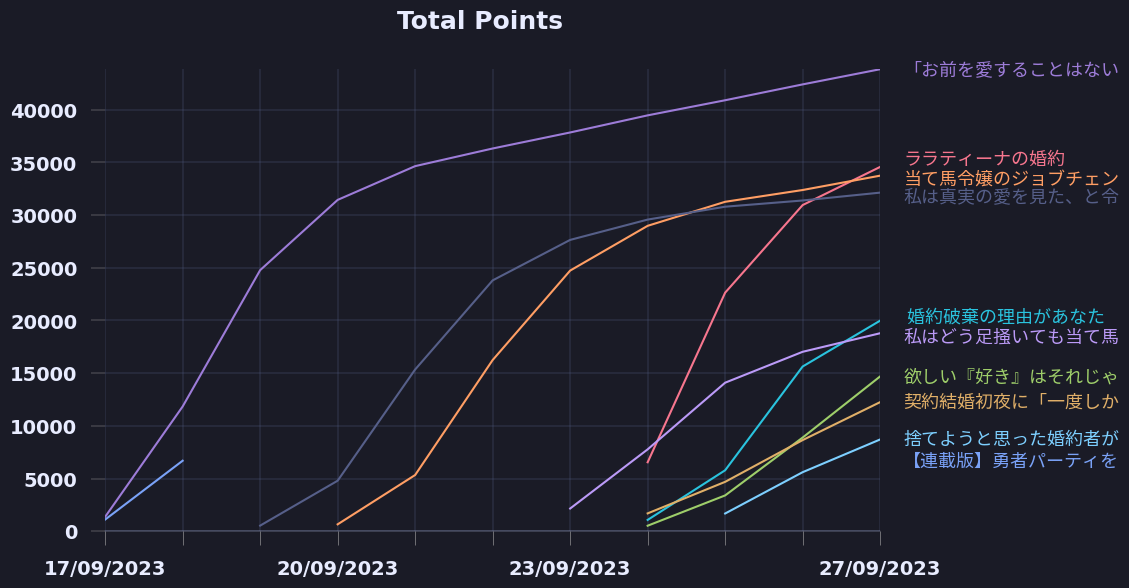 Total Points
40000
35000
30000
25000
20000
15000
10000
5000
0
17/09/2023
20/09/2023
23/09/2023
27/09/2023
「お前を愛することはない
ララティーナの婚約
当て馬令嬢のジョブチェン
私は真実の愛を見た、と令
婚約破棄の理由があなた
私はどう足掻いても当て馬
欲しい『好き』はそれじゃ
契約結婚初夜に「一度しか
捨てようと思った婚約者が
【連載版】勇者パーティを